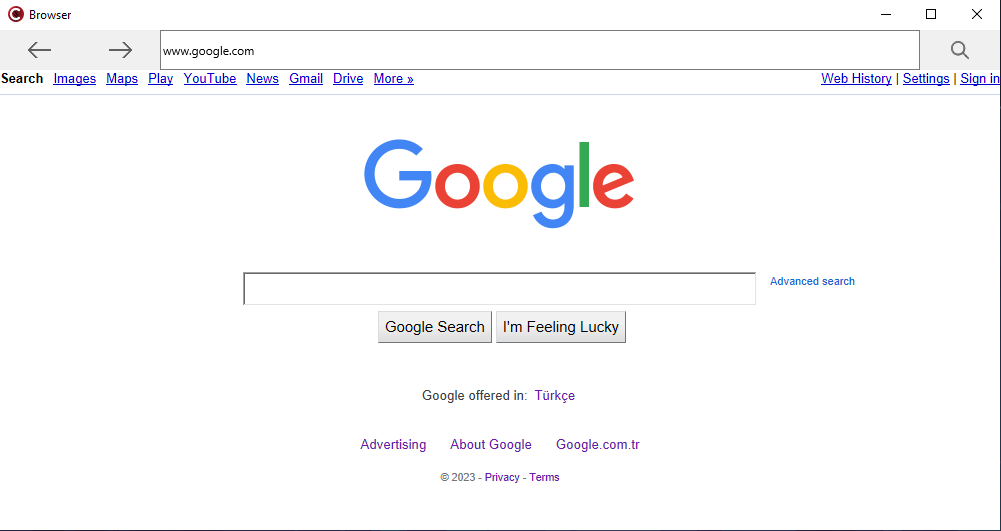 Browser
www.google.com
Search Images Maps Play YouTube News Gmail Drive More » Web History | Settings | Sign in
Google
Advanced search
Google Search I'm Feeling Lucky
Google offered in: Türkçe
Advertising About Google Google.com.tr
© 2023 - Privacy - Terms